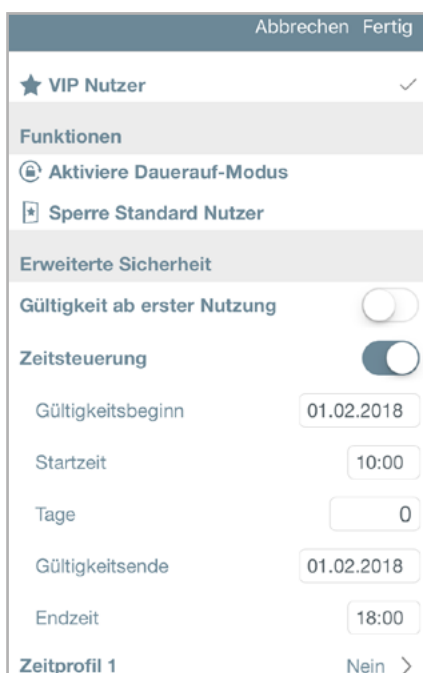 Abbrechen Fertig
VIP Nutzer
Funktionen
Aktiviere Dauerauf-Modus
Sperre Standard Nutzer
Erweiterte Sicherheit
Gültigkeit ab erster Nutzung
Zeitsteuerung
Gültigkeitsbeginn 01.02.2018
Startzeit 10:00
Tage 0
Gültigkeitsende 01.02.2018
Endzeit 18:00
Zeitprofil 1 Nein